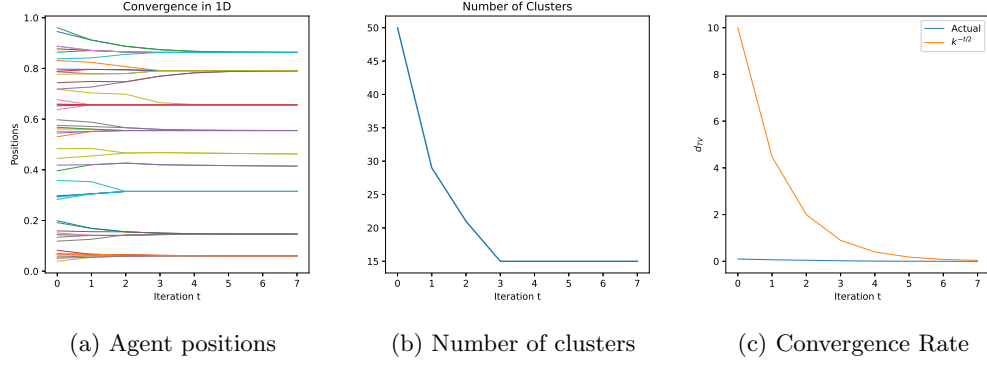 Convergence in 1D
1.0
0.8
0.6
0.4
0.2
0.0
Positions
0 1 2 3 4 5 6 7
Iteration t
(a) Agent positions
Number of Clusters
50
45
40
35
30
25
20
15
0 1 2 3 4 5 6 7
Iteration t
(b) Number of clusters
10
8
6
4
2
0
d_{TV}
Actual
k^{-t/2}
0 1 2 3 4 5 6 7
Iteration t
(c) Convergence Rate